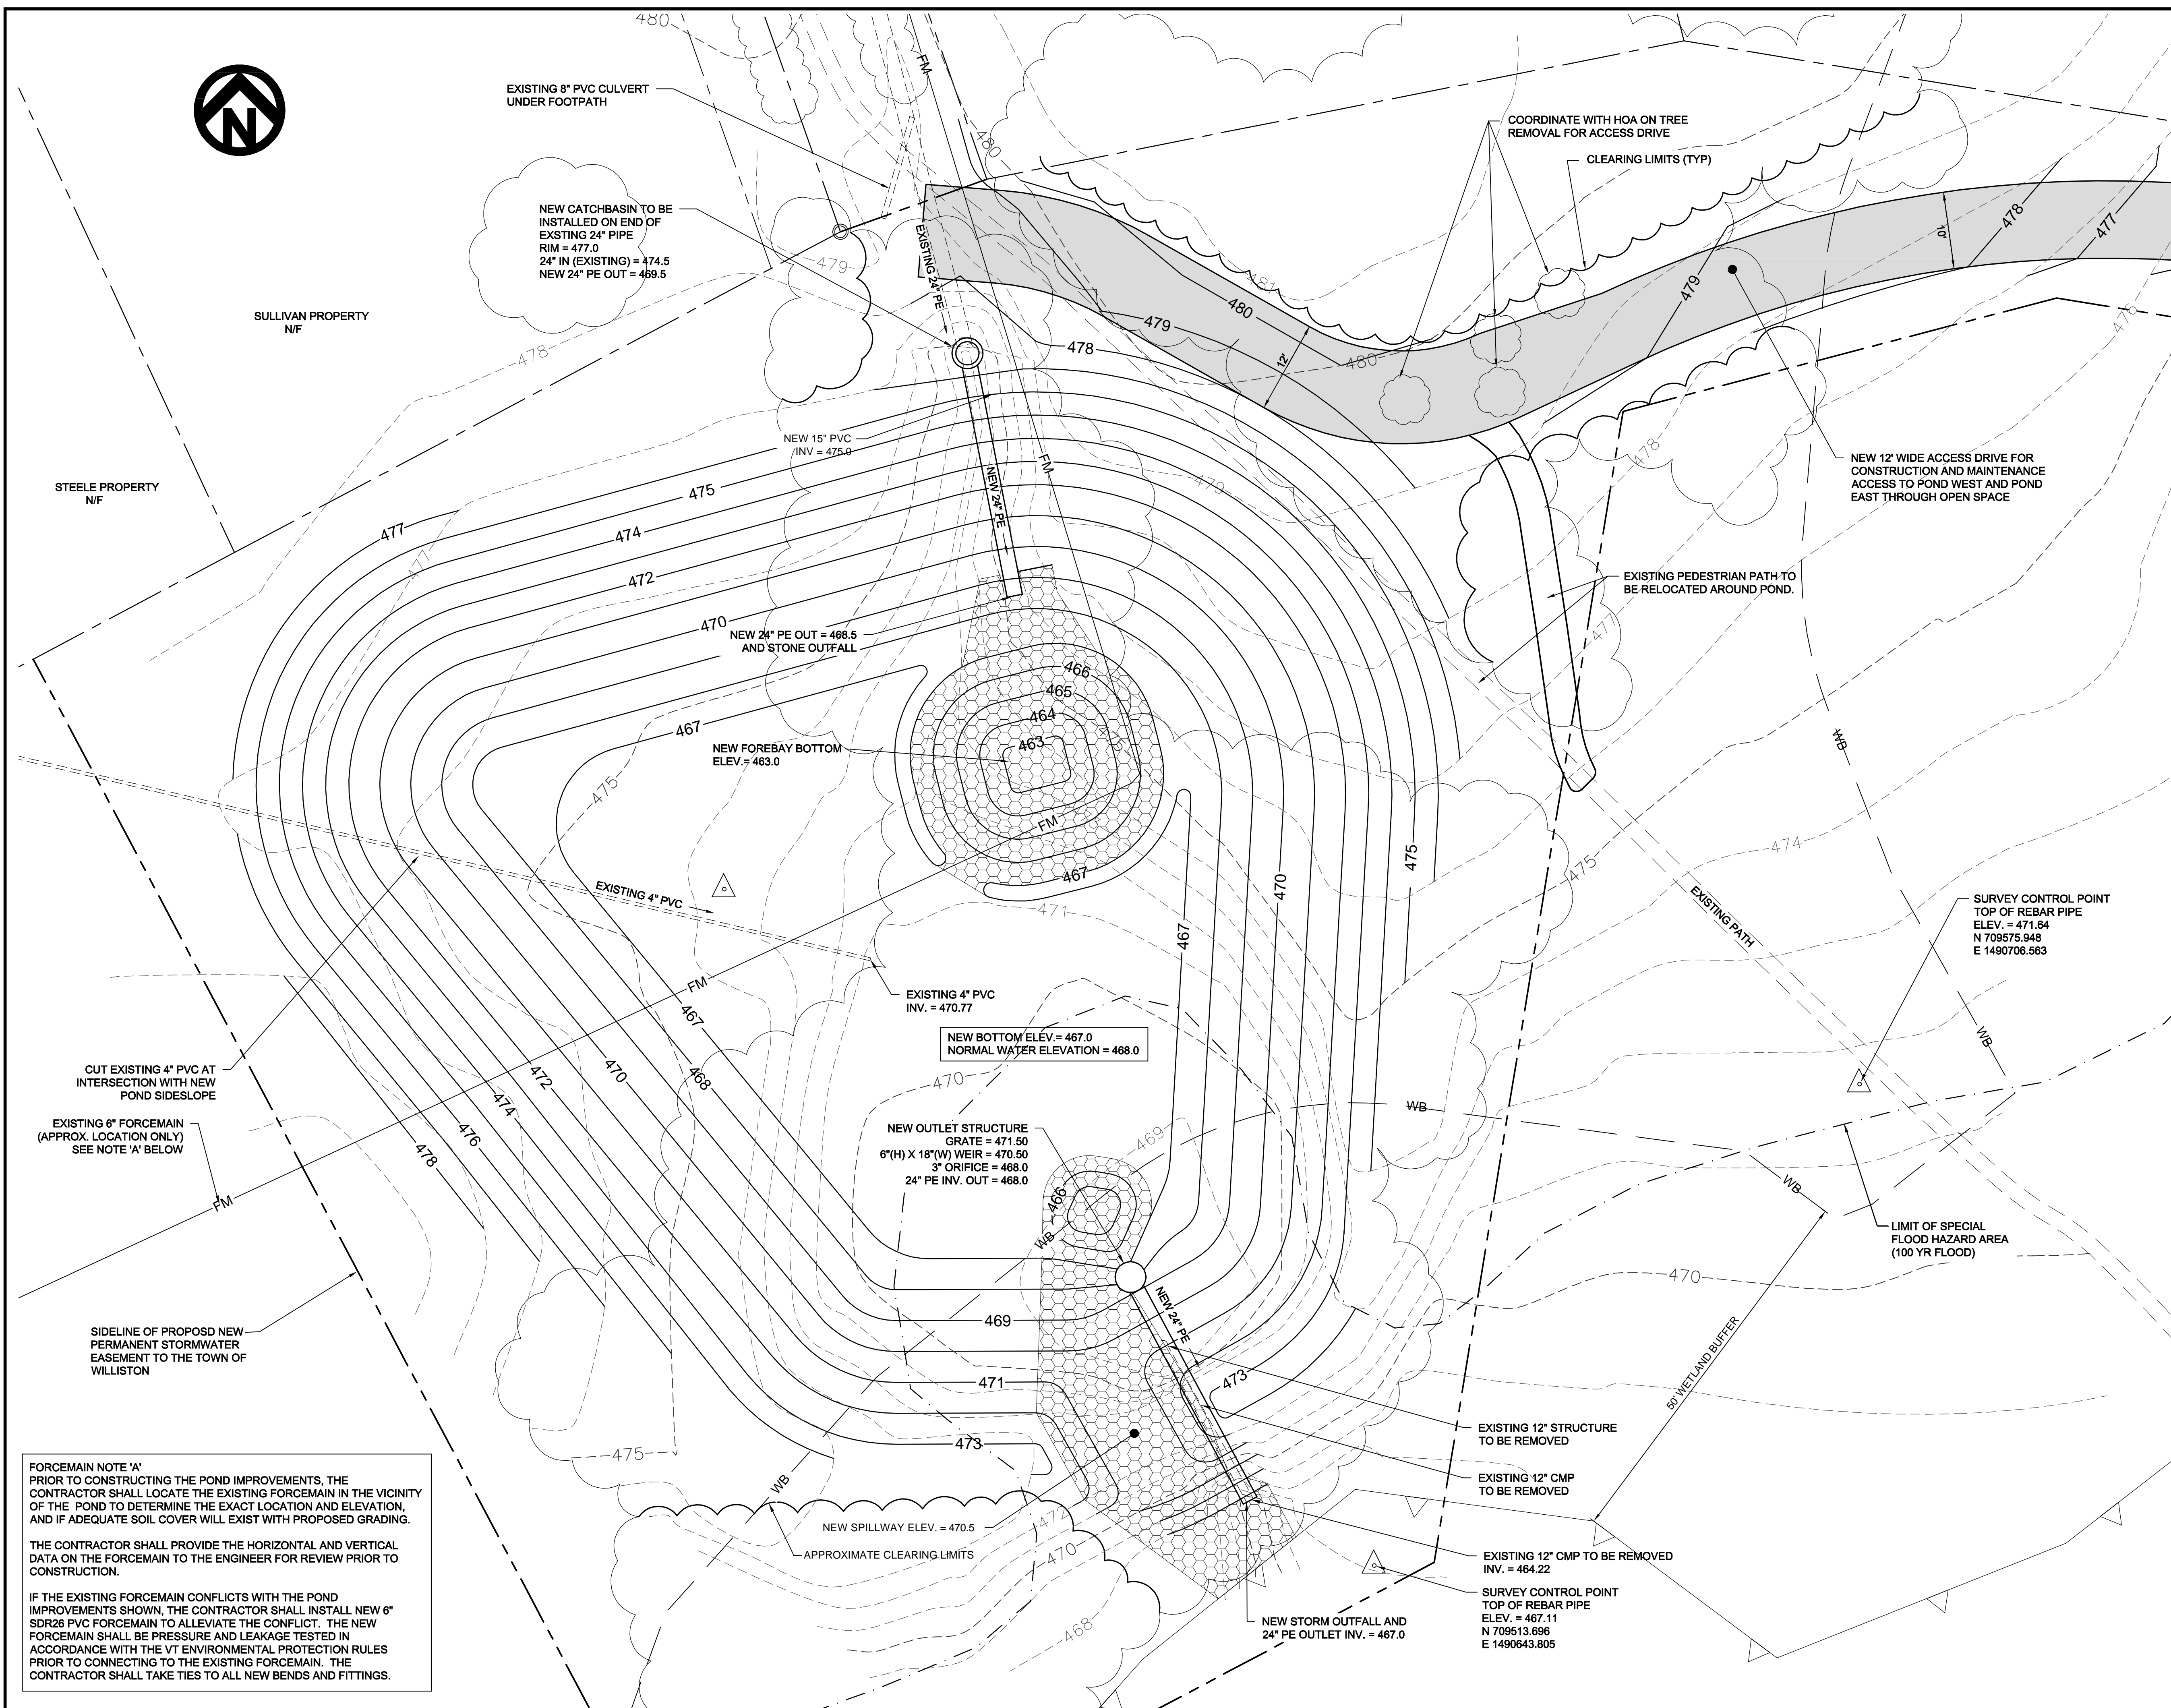 480
N
EXISTING 8" PVC CULVERT
UNDER FOOTPATH
FM
480
COORDINATE WITH HOA ON TREE
REMOVAL FOR ACCESS DRIVE
CLEARING LIMITS (TYP)
NEW CATCHBASIN TO BE
INSTALLED ON END OF
EXSTING 24" PIPE
RIM = 477.0
24" IN (EXISTING) = 474.5
NEW 24" PE OUT = 469.5
EXISTING 24" PE
479
478
SULLIVAN PROPERTY
N/F
STEELE PROPERTY
N/F
481
480
479
478
480
12'
10'
479
478
477
476
NEW 15" PVC
INV = 475.0
FM
NEW 24" PE
479
478
477
NEW 12' WIDE ACCESS DRIVE FOR
CONSTRUCTION AND MAINTENANCE
ACCESS TO POND WEST AND POND
EAST THROUGH OPEN SPACE
477
477
475
474
472
470
467
475
EXISTING PEDESTRIAN PATH TO
BE RELOCATED AROUND POND.
NEW 24" PE OUT = 468.5
AND STONE OUTFALL
466
465
464
463
475
NEW FOREBAY BOTTOM
ELEV.= 463.0
FM
467
471
WB
474
475
475
470
467
EXISTING 4" PVC
EXISTING PATH
SURVEY CONTROL POINT
TOP OF REBAR PIPE
ELEV. = 471.64
N 709575.948
E 1490706.563
FM
467
EXISTING 4" PVC
INV. = 470.77
NEW BOTTOM ELEV.= 467.0
NORMAL WATER ELEVATION = 468.0
WB
CUT EXISTING 4" PVC AT
INTERSECTION WITH NEW
POND SIDESLOPE
EXISTING 6" FORCEMAIN
(APPROX. LOCATION ONLY)
SEE NOTE 'A' BELOW
FM
478
476
474
472
470
468
470
469
WB
NEW OUTLET STRUCTURE
GRATE = 471.50
6"(H) X 18"(W) WEIR = 470.50
3" ORIFICE = 468.0
24" PE INV. OUT = 468.0
466
WB
WB
LIMIT OF SPECIAL
FLOOD HAZARD AREA
(100 YR FLOOD)
470
50' WETLAND BUFFER
SIDELINE OF PROPOSD NEW
PERMANENT STORMWATER
EASEMENT TO THE TOWN OF
WILLISTON
NEW 24" PE
469
471
473
473
475
WB
EXISTING 12" STRUCTURE
TO BE REMOVED
EXISTING 12" CMP
TO BE REMOVED
NEW SPILLWAY ELEV. = 470.5
APPROXIMATE CLEARING LIMITS
472
470
468
EXISTING 12" CMP TO BE REMOVED
INV. = 464.22
SURVEY CONTROL POINT
TOP OF REBAR PIPE
ELEV. = 467.11
N 709513.696
E 1490643.805
NEW STORM OUTFALL AND
24" PE OUTLET INV. = 467.0
FORCEMAIN NOTE 'A'
PRIOR TO CONSTRUCTING THE POND IMPROVEMENTS, THE
CONTRACTOR SHALL LOCATE THE EXISTING FORCEMAIN IN THE VICINITY
OF THE POND TO DETERMINE THE EXACT LOCATION AND ELEVATION,
AND IF ADEQUATE SOIL COVER WILL EXIST WITH PROPOSED GRADING.
THE CONTRACTOR SHALL PROVIDE THE HORIZONTAL AND VERTICAL
DATA ON THE FORCEMAIN TO THE ENGINEER FOR REVIEW PRIOR TO
CONSTRUCTION.
IF THE EXISTING FORCEMAIN CONFLICTS WITH THE POND
IMPROVEMENTS SHOWN, THE CONTRACTOR SHALL INSTALL NEW 6"
SDR26 PVC FORCEMAIN TO ALLEVIATE THE CONFLICT. THE NEW
FORCEMAIN SHALL BE PRESSURE AND LEAKAGE TESTED IN
ACCORDANCE WITH THE VT ENVIRONMENTAL PROTECTION RULES
PRIOR TO CONNECTING TO THE EXISTING FORCEMAIN. THE
CONTRACTOR SHALL TAKE TIES TO ALL NEW BENDS AND FITTINGS.